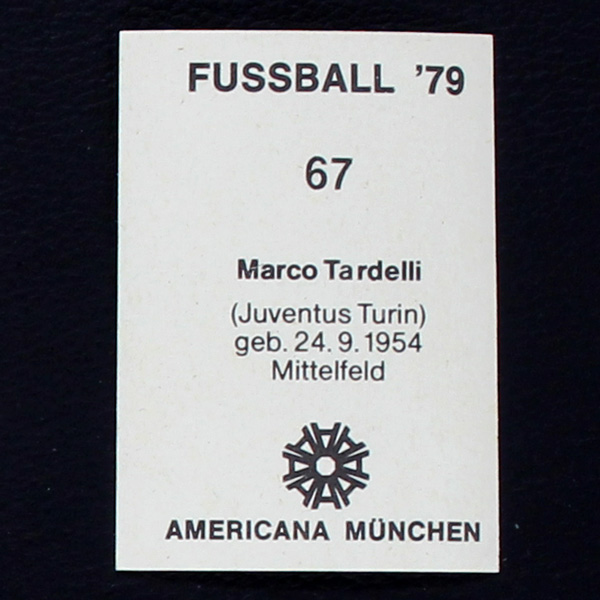 FUSSBALL '79
67
Marco Tardelli
(Juventus Turin)
geb. 24. 9. 1954
Mittelfeld
AMERICANA MÜNCHEN